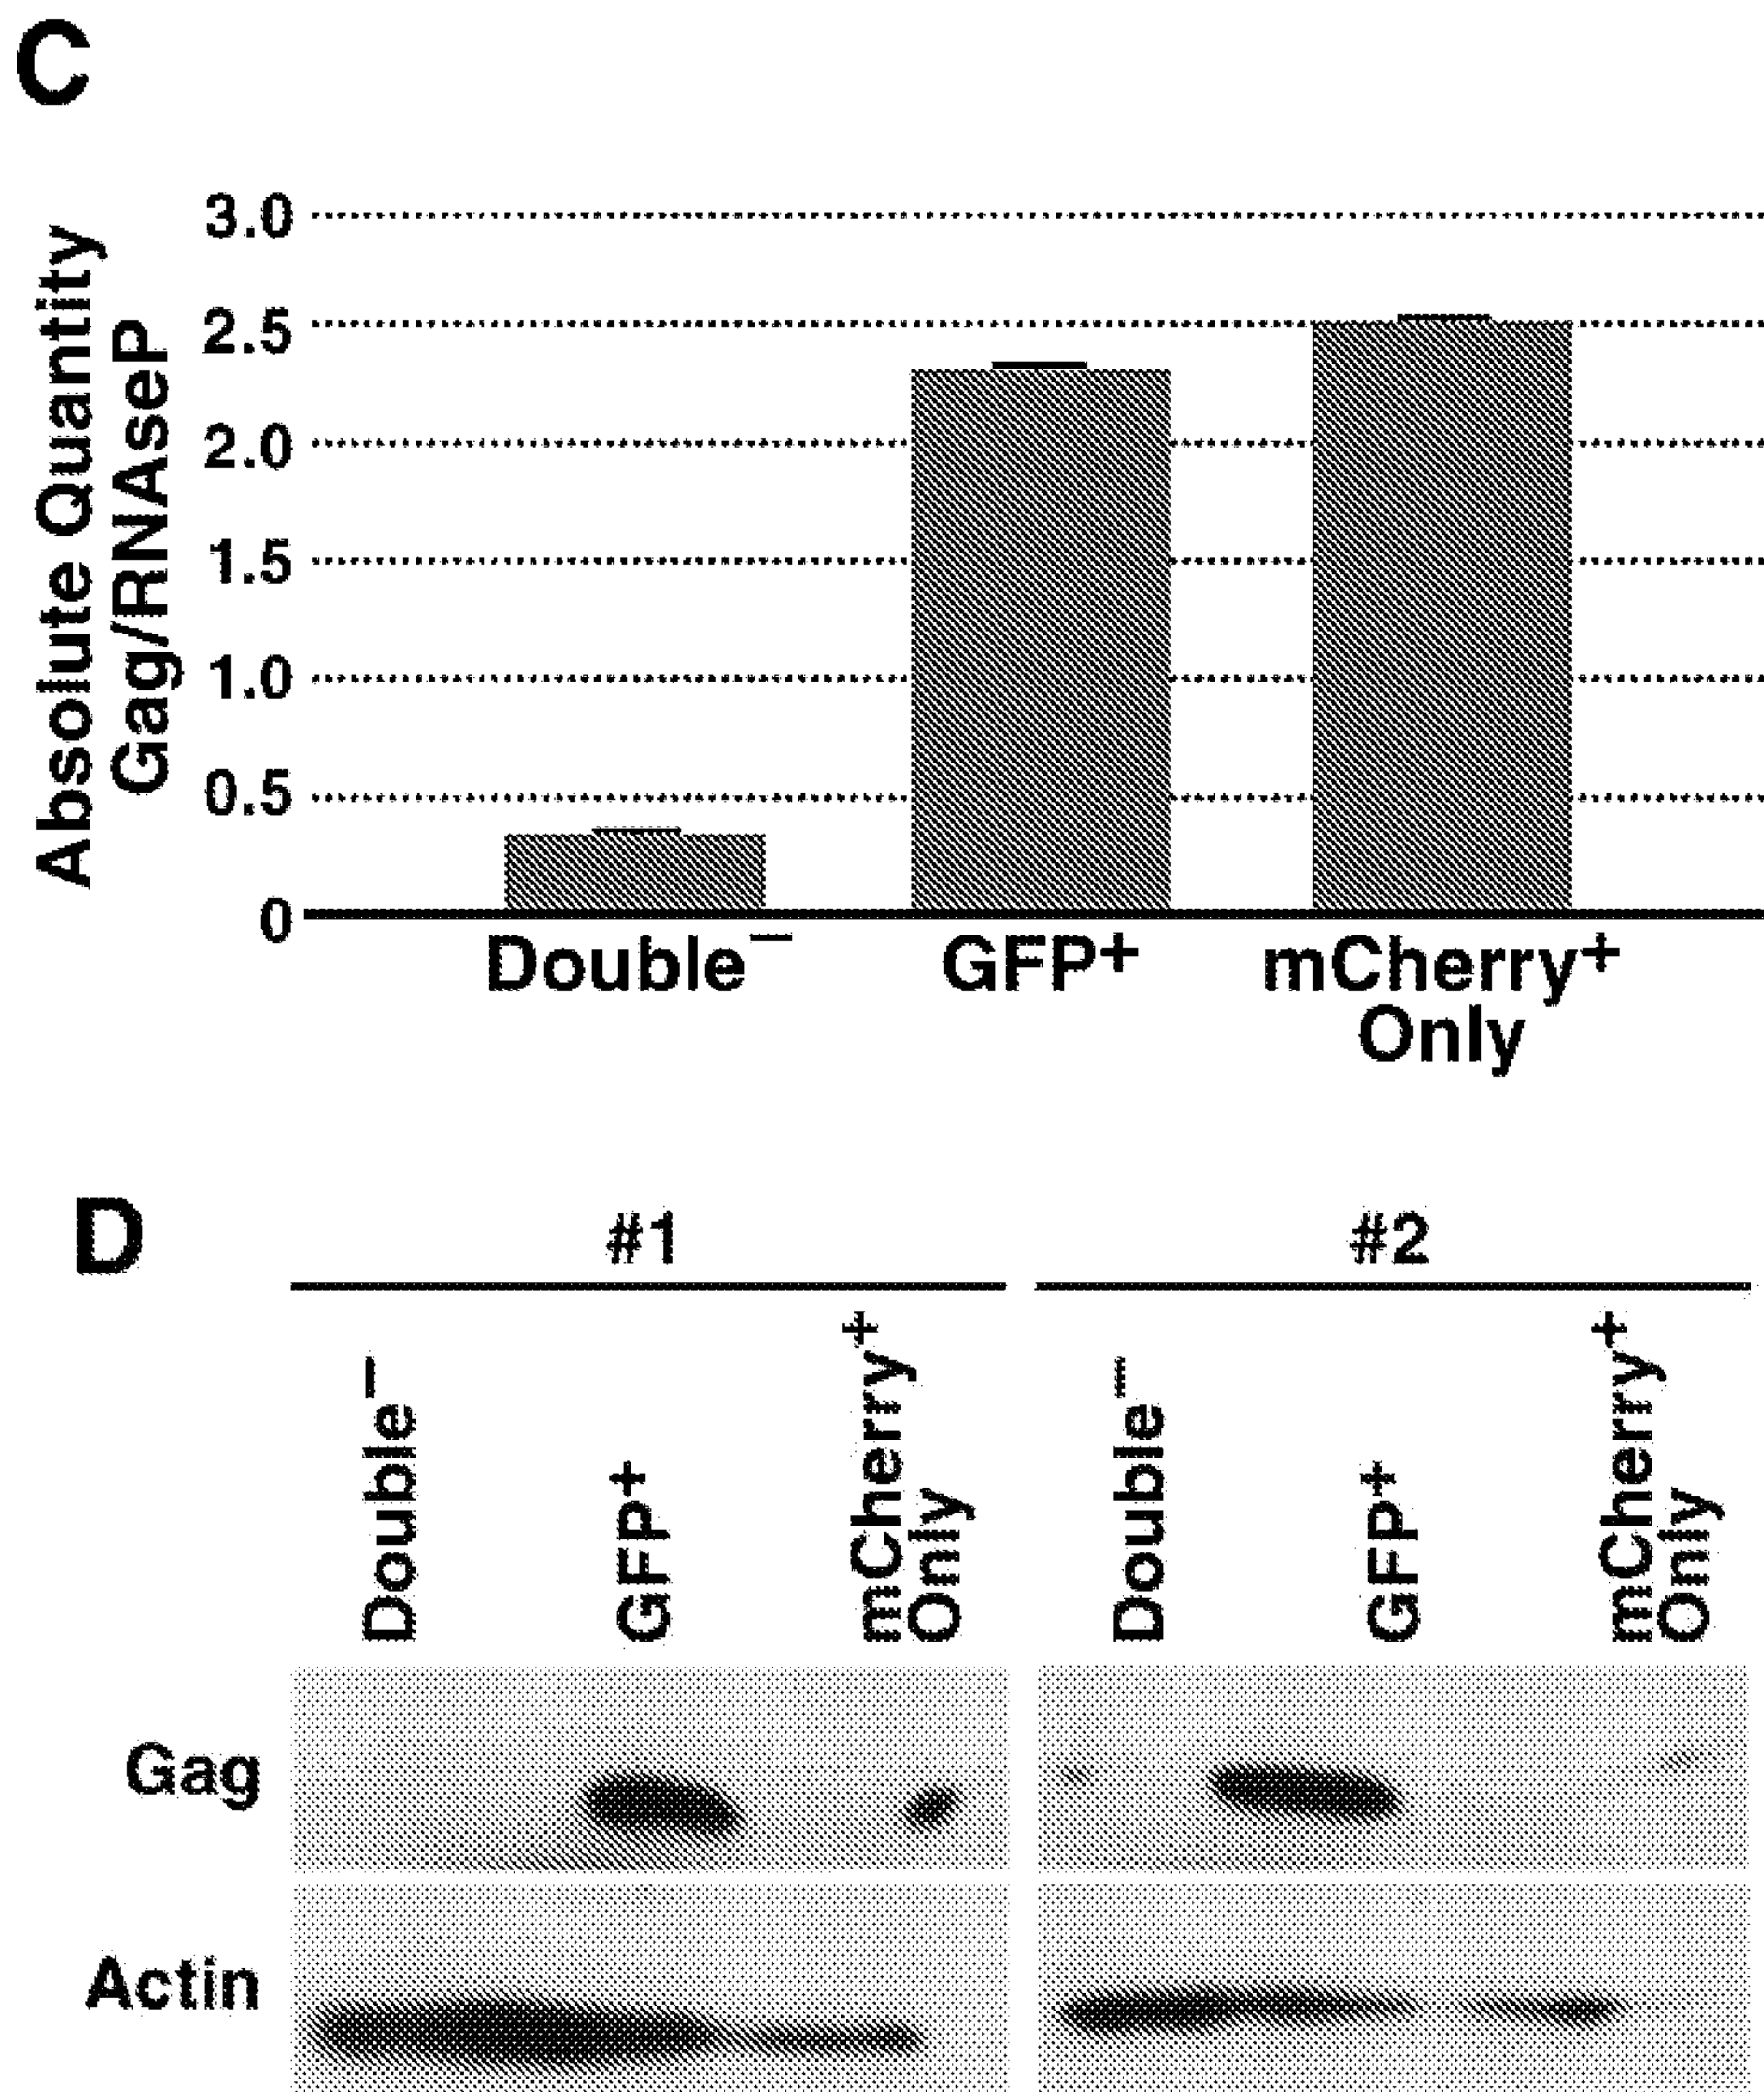 C
Absolute Quantity
Gag/RNAseP
3.0
2.5
2.0
1.5
1.0
0.5
0
Double⁻
GFP⁺
mCherry⁺
Only
D
#1
#2
Double⁻
GFP⁺
mCherry⁺
Only
Double⁻
GFP⁺
mCherry⁺
Only
Gag
Actin